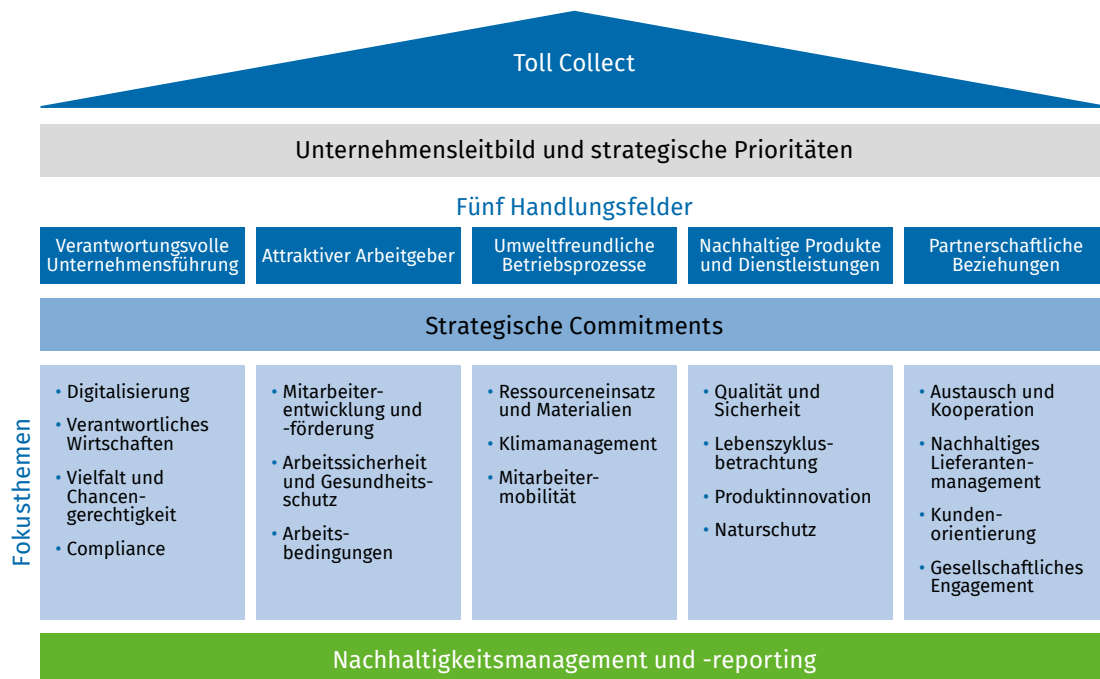 Toll Collect
Unternehmensleitbild und strategische Prioritäten
Fünf Handlungsfelder
Verantwortungsvolle
Unternehmensführung
Attraktiver Arbeitgeber
Umweltfreundliche
Betriebsprozesse
Nachhaltige Produkte
und Dienstleistungen
Partnerschaftliche
Beziehungen
Strategische Commitments
Fokusthemen
• Digitalisierung
• Verantwortliches
Wirtschaften
• Vielfalt und
Chancen-
gerechtigkeit
• Compliance
• Mitarbeiter-
entwicklung und
-förderung
• Arbeitssicherheit
und Gesundheits-
schutz
• Arbeits-
bedingungen
• Ressourceneinsatz
und Materialien
• Klimamanagement
• Mitarbeiter-
mobilität
• Qualität und
Sicherheit
• Lebenszyklus-
betrachtung
• Produktinnovation
• Naturschutz
• Austausch und
Kooperation
• Nachhaltiges
Lieferanten-
management
• Kunden-
orientierung
• Gesellschaftliches
Engagement
Nachhaltigkeitsmanagement und -reporting